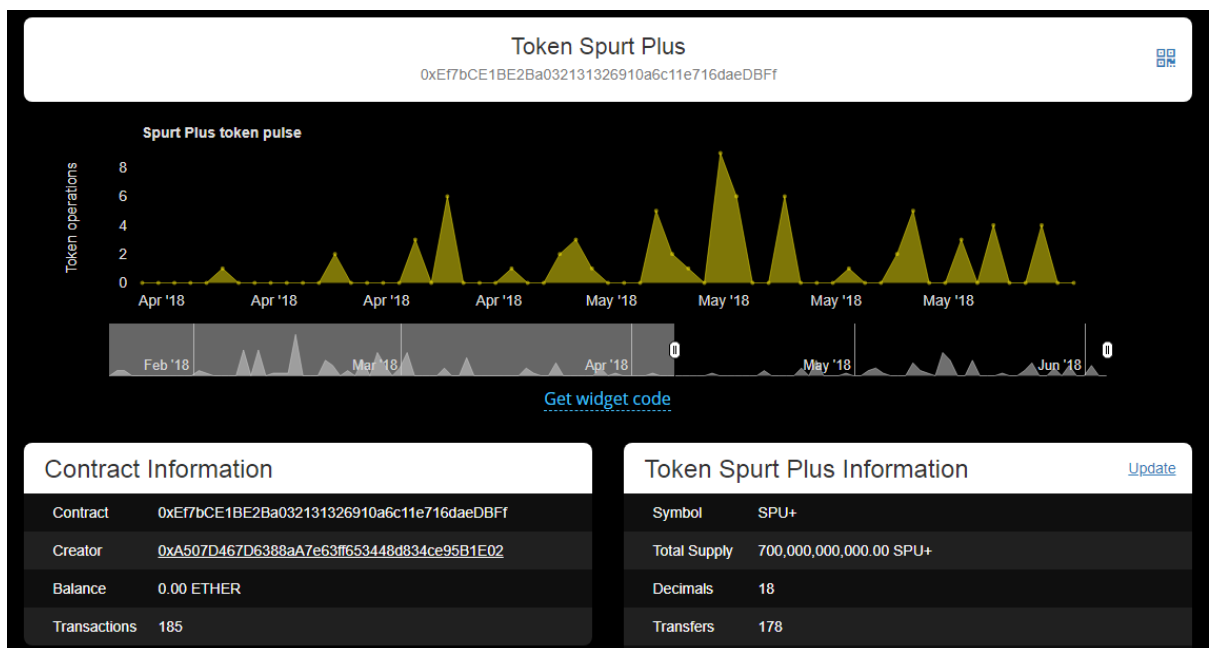 Token Spurt Plus
0xEf7bCE1BE2Ba032131326910a6c11e716daeDBFf
Spurt Plus token pulse
Token operations
8
6
4
2
0
Apr '18 Apr '18 Apr '18 Apr '18 May '18 May '18 May '18 May '18
Feb '18 Mar '18 Apr '18 May '18 Jun '18
Get widget code
Contract Information
Contract 0xEf7bCE1BE2Ba032131326910a6c11e716daeDBFf
Creator 0xA507D467D6388aA7e63ff653448d834ce95B1E02
Balance 0.00 ETHER
Transactions 185
Token Spurt Plus Information Update
Symbol SPU+
Total Supply 700,000,000,000.00 SPU+
Decimals 18
Transfers 178